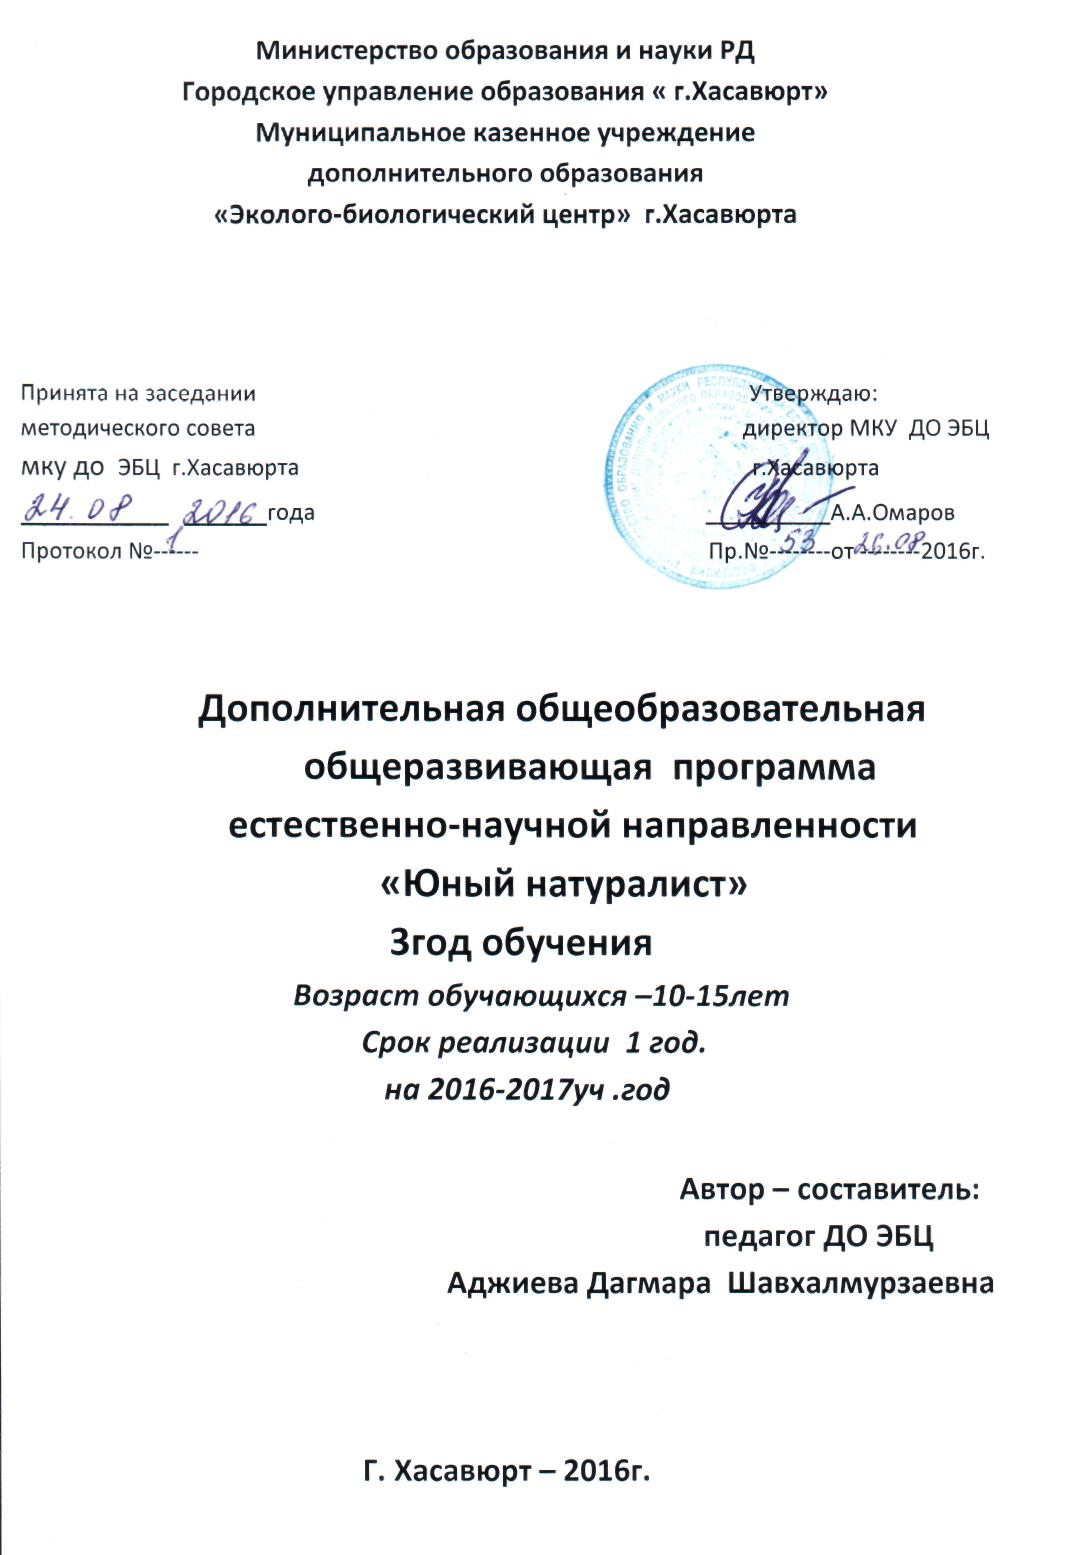 Министерство образования и науки РД
Городское управление образования « г.Хасавюрт»
Муниципальное казенное учреждение
дополнительного образования
«Эколого-биологический центр» г.Хасавюрта
Принята на заседании
методического совета
мку до ЭБЦ г.Хасавюрта
24.08 2016 года
Протокол №--1----
Утверждаю:
директор МКУ ДО ЭБЦ
г.Хасавюрта
А.А.Омаров
Пр.№ 53 от 26.08 2016г.
Дополнительная общеобразовательная
общеразвивающая программа
естественно-научной направленности
«Юный натуралист»
3год обучения
Возраст обучающихся –10-15лет
Срок реализации 1 год.
на 2016-2017уч .год
Автор – составитель:
педагог ДО ЭБЦ
Аджиева Дагмара Шавхалмурзаевна
Г. Хасавюрт – 2016г.